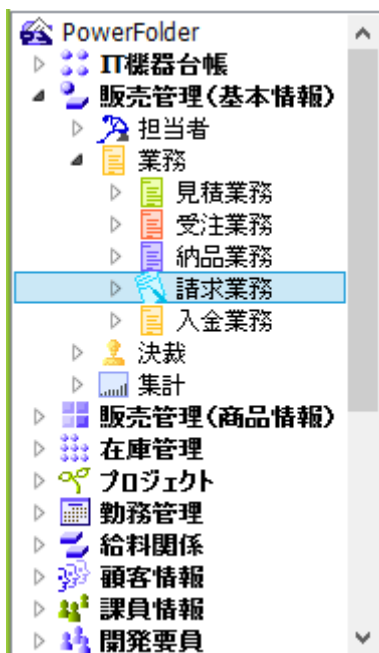 PowerFolder
IT機器台帳
販売管理(基本情報)
担当者
業務
見積業務
受注業務
納品業務
請求業務
入金業務
決裁
集計
販売管理(商品情報)
在庫管理
プロジェクト
勤務管理
給料関係
顧客情報
課員情報
開発要員